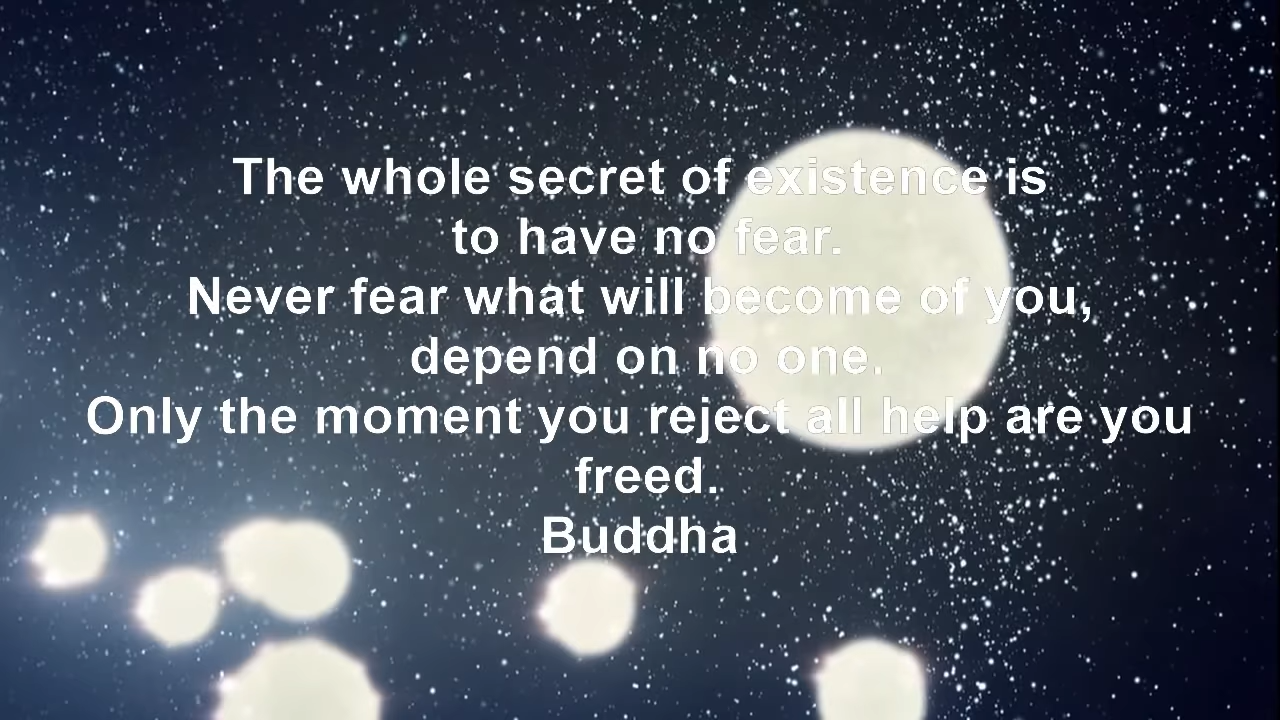 The whole secret of existence is
to have no fear.
Never fear what will become of you,
depend on no one.
Only the moment you reject all help are you
freed.
Buddha